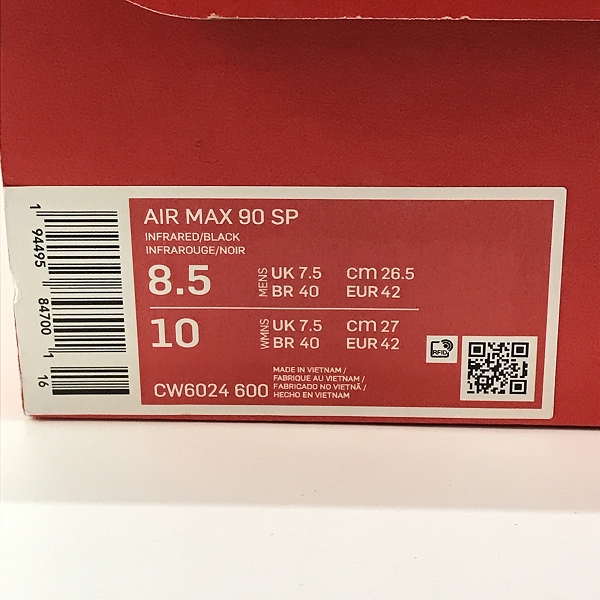 AIR MAX 90 SP
INFRARED/BLACK
INFRAROUGE/NOIR
8.5 MENS UK 7.5 cm 26.5
BR 40 EUR 42
10 WMNS UK 7.5 cm 27
BR 40 EUR 42
CW6024 600
MADE IN VIETNAM /
FABRIQUE AU VIETNAM /
FABRICADO NO VIETNÃ /
HECHO EN VIETNAM
RFID
1 94495 84700 1
16